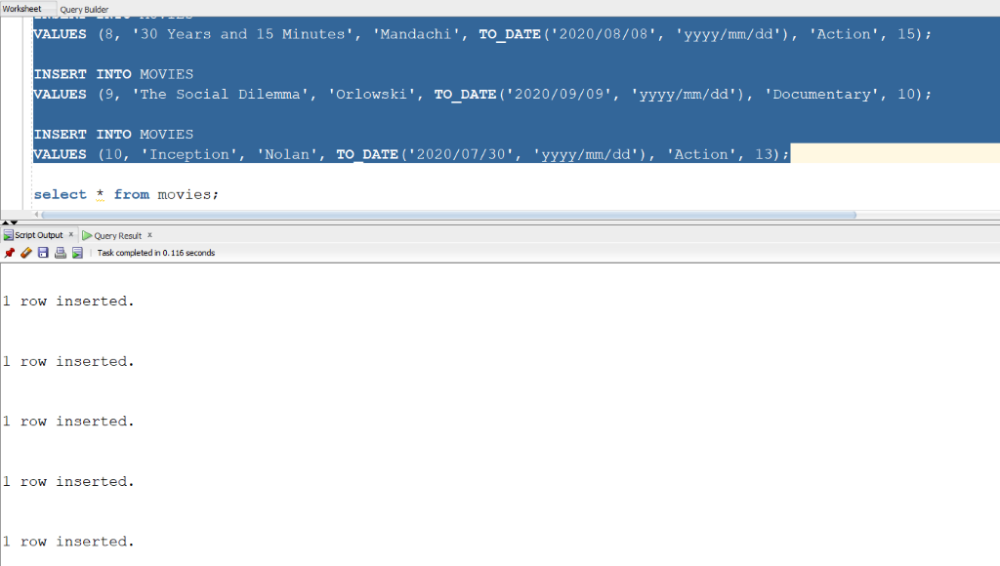 Worksheet Query Builder
INSERT INTO MOVIES
VALUES (8, '30 Years and 15 Minutes', 'Mandachi', TO_DATE('2020/08/08', 'yyyy/mm/dd'), 'Action', 15);
INSERT INTO MOVIES
VALUES (9, 'The Social Dilemma', 'Orlowski', TO_DATE('2020/09/09', 'yyyy/mm/dd'), 'Documentary', 10);
INSERT INTO MOVIES
VALUES (10, 'Inception', 'Nolan', TO_DATE('2020/07/30', 'yyyy/mm/dd'), 'Action', 13);
select * from movies;
Script Output x Query Result x
Task completed in 0.116 seconds
1 row inserted.
1 row inserted.
1 row inserted.
1 row inserted.
1 row inserted.